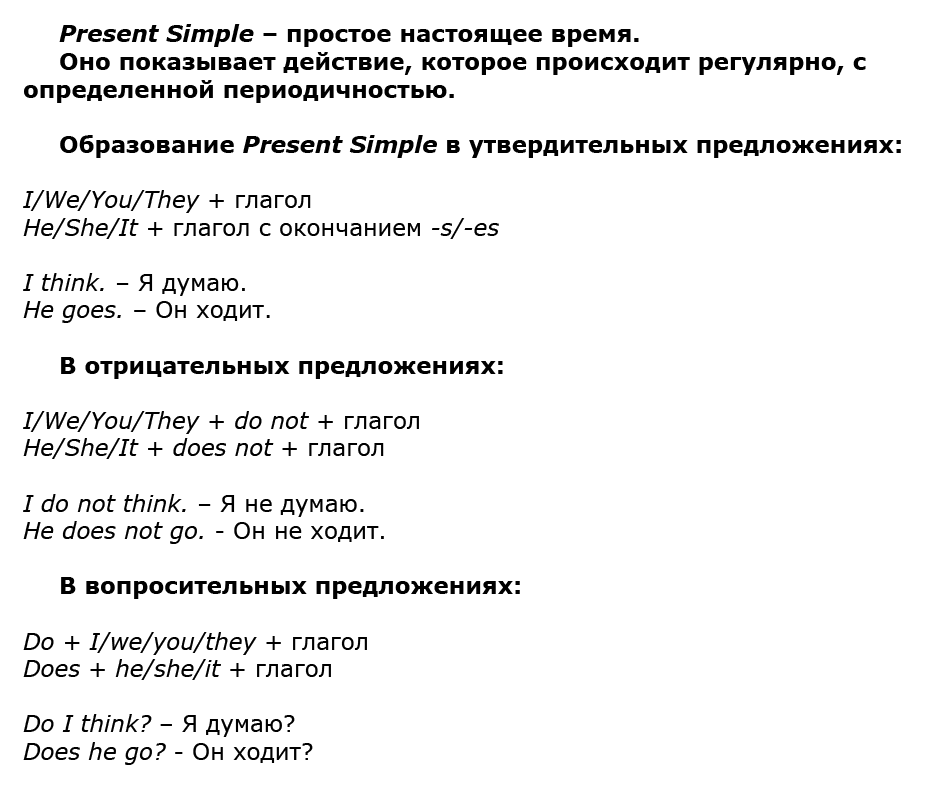 Present Simple – простое настоящее время.
Оно показывает действие, которое происходит регулярно, с
определенной периодичностью.
Образование Present Simple в утвердительных предложениях:
I/We/You/They + глагол
He/She/It + глагол с окончанием -s/-es
I think. – Я думаю.
He goes. – Он ходит.
В отрицательных предложениях:
I/We/You/They + do not + глагол
He/She/It + does not + глагол
I do not think. – Я не думаю.
He does not go. - Он не ходит.
В вопросительных предложениях:
Do + I/we/you/they + глагол
Does + he/she/it + глагол
Do I think? – Я думаю?
Does he go? - Он ходит?